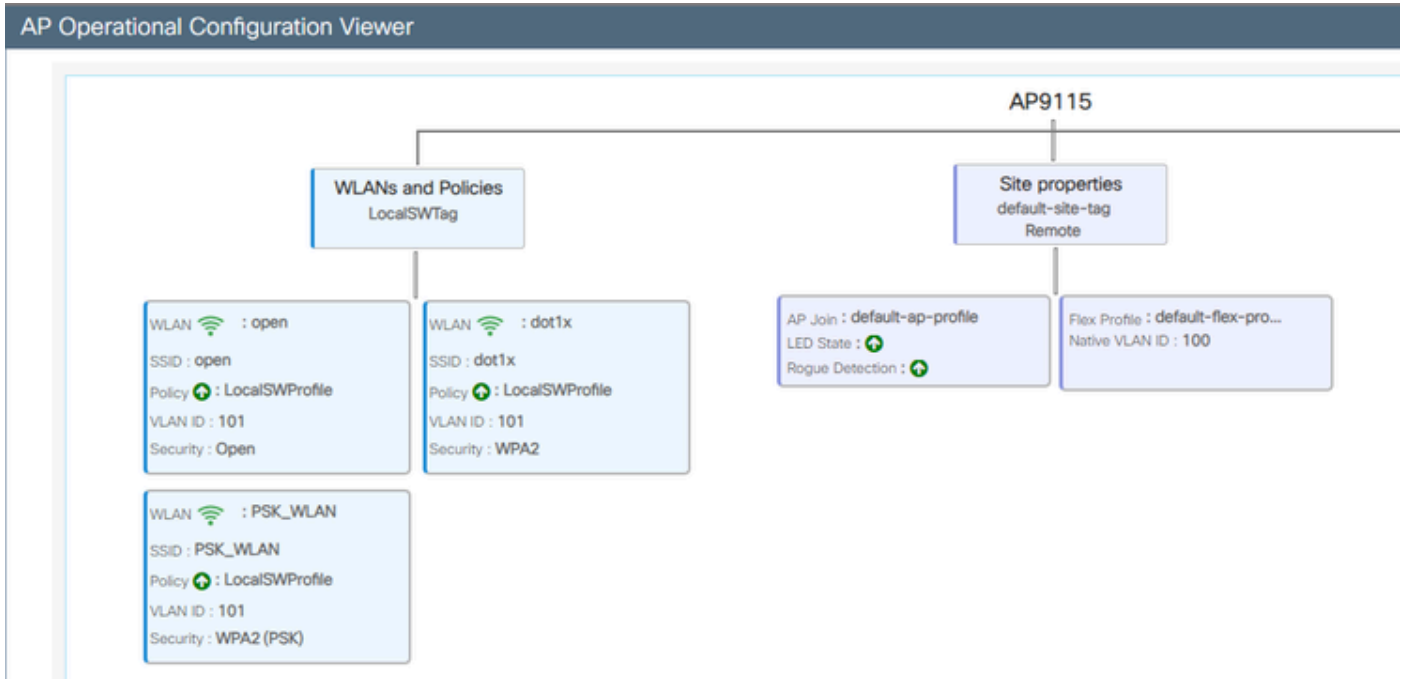 AP Operational Configuration Viewer
AP9115
WLANs and Policies
LocalSWTag
Site properties
default-site-tag
Remote
WLAN : open
SSID : open
Policy : LocalSWProfile
VLAN ID : 101
Security : Open
WLAN : dot1x
SSID : dot1x
Policy : LocalSWProfile
VLAN ID : 101
Security : WPA2
AP Join : default-ap-profile
LED State :
Rogue Detection :
Flex Profile : default-flex-pro...
Native VLAN ID : 100
WLAN : PSK_WLAN
SSID : PSK_WLAN
Policy : LocalSWProfile
VLAN ID : 101
Security : WPA2 (PSK)